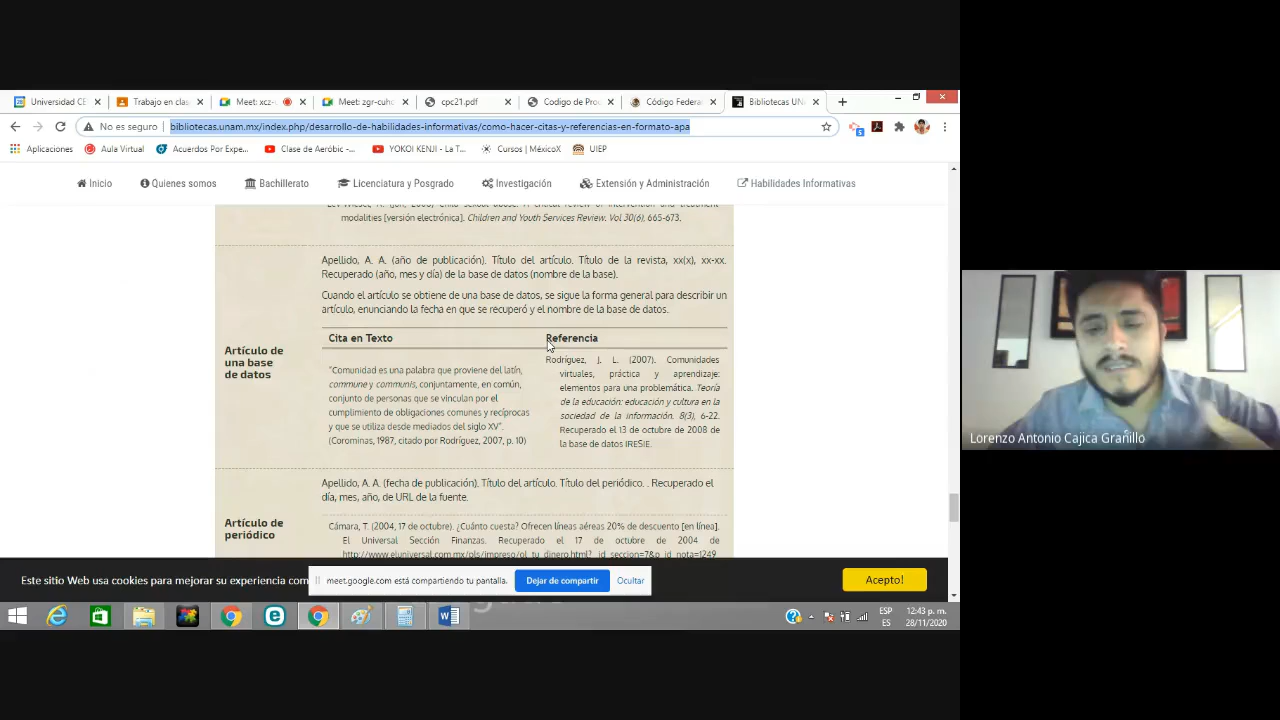 Universidad CE
Trabajo en clas
Meet: xcz-c
Meet: zgr-cuhc
cpc21.pdf
Codigo de Proc
Código Federa
Bibliotecas UN
No es seguro
bibliotecas.unam.mx/index.php/desarrollo-de-habilidades-informativas/como-hacer-citas-y-referencias-en-formato-apa
5
Aplicaciones
Aula Virtual
Acuerdos Por Expe...
Clase de Aeróbic -...
YOKOI KENJI - La T...
Cursos | MéxicoX
UIEP
Inicio
Quienes somos
Bachillerato
Licenciatura y Posgrado
Investigación
Extensión y Administración
Habilidades Informativas
modalities [versión electrónica]. Children and Youth Services Review. Vol 30(6), 665-673.
Apellido, A. A. (año de publicación). Título del artículo. Título de la revista, xx(x), xx-xx.
Recuperado (año, mes y día) de la base de datos (nombre de la base).
Cuando el artículo se obtiene de una base de datos, se sigue la forma general para describir un
artículo, enunciando la fecha en que se recuperó y el nombre de la base de datos.
Artículo de
una base
de datos
Cita en Texto
"Comunidad es una palabra que proviene del latín,
commune y communis, conjuntamente, en común,
conjunto de personas que se vinculan por el
cumplimiento de obligaciones comunes y recíprocas
y que se utiliza desde mediados del siglo XV".
(Corominas, 1987, citado por Rodríguez, 2007, p. 10)
Referencia
Rodríguez, J. L. (2007). Comunidades
virtuales, práctica y aprendizaje:
elementos para una problemática. Teoría
de la educación: educación y cultura en la
sociedad de la información. 8(3), 6-22.
Recuperado el 13 de octubre de 2008 de
la base de datos IRESIE.
Artículo de
periódico
Apellido, A. A. (fecha de publicación). Título del artículo. Título del periódico. . Recuperado el
día, mes, año, de URL de la fuente.
Cámara, T. (2004, 17 de octubre). ¿Cuánto cuesta? Ofrecen líneas aéreas 20% de descuento [en línea].
El Universal Sección Finanzas. Recuperado el 17 de octubre de 2004 de
http://www.eluniversal.com.mx/pls/impreso/ol_tu_dinero.html?_id_seccion=7&p_id_nota=1249
Este sitio Web usa cookies para mejorar su experiencia com
meet.google.com está compartiendo tu pantalla.
Dejar de compartir
Ocultar
Acepto!
ESP
ES
12:43 p. m.
28/11/2020
Lorenzo Antonio Cajica Grañillo